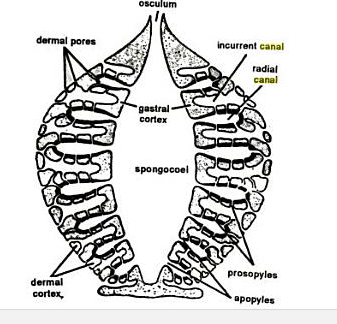 osculum
dermal pores
incurrent canal
radial
canal
gastral
cortex
spongocoel
prosopyles
dermal
cortex,
apopyles